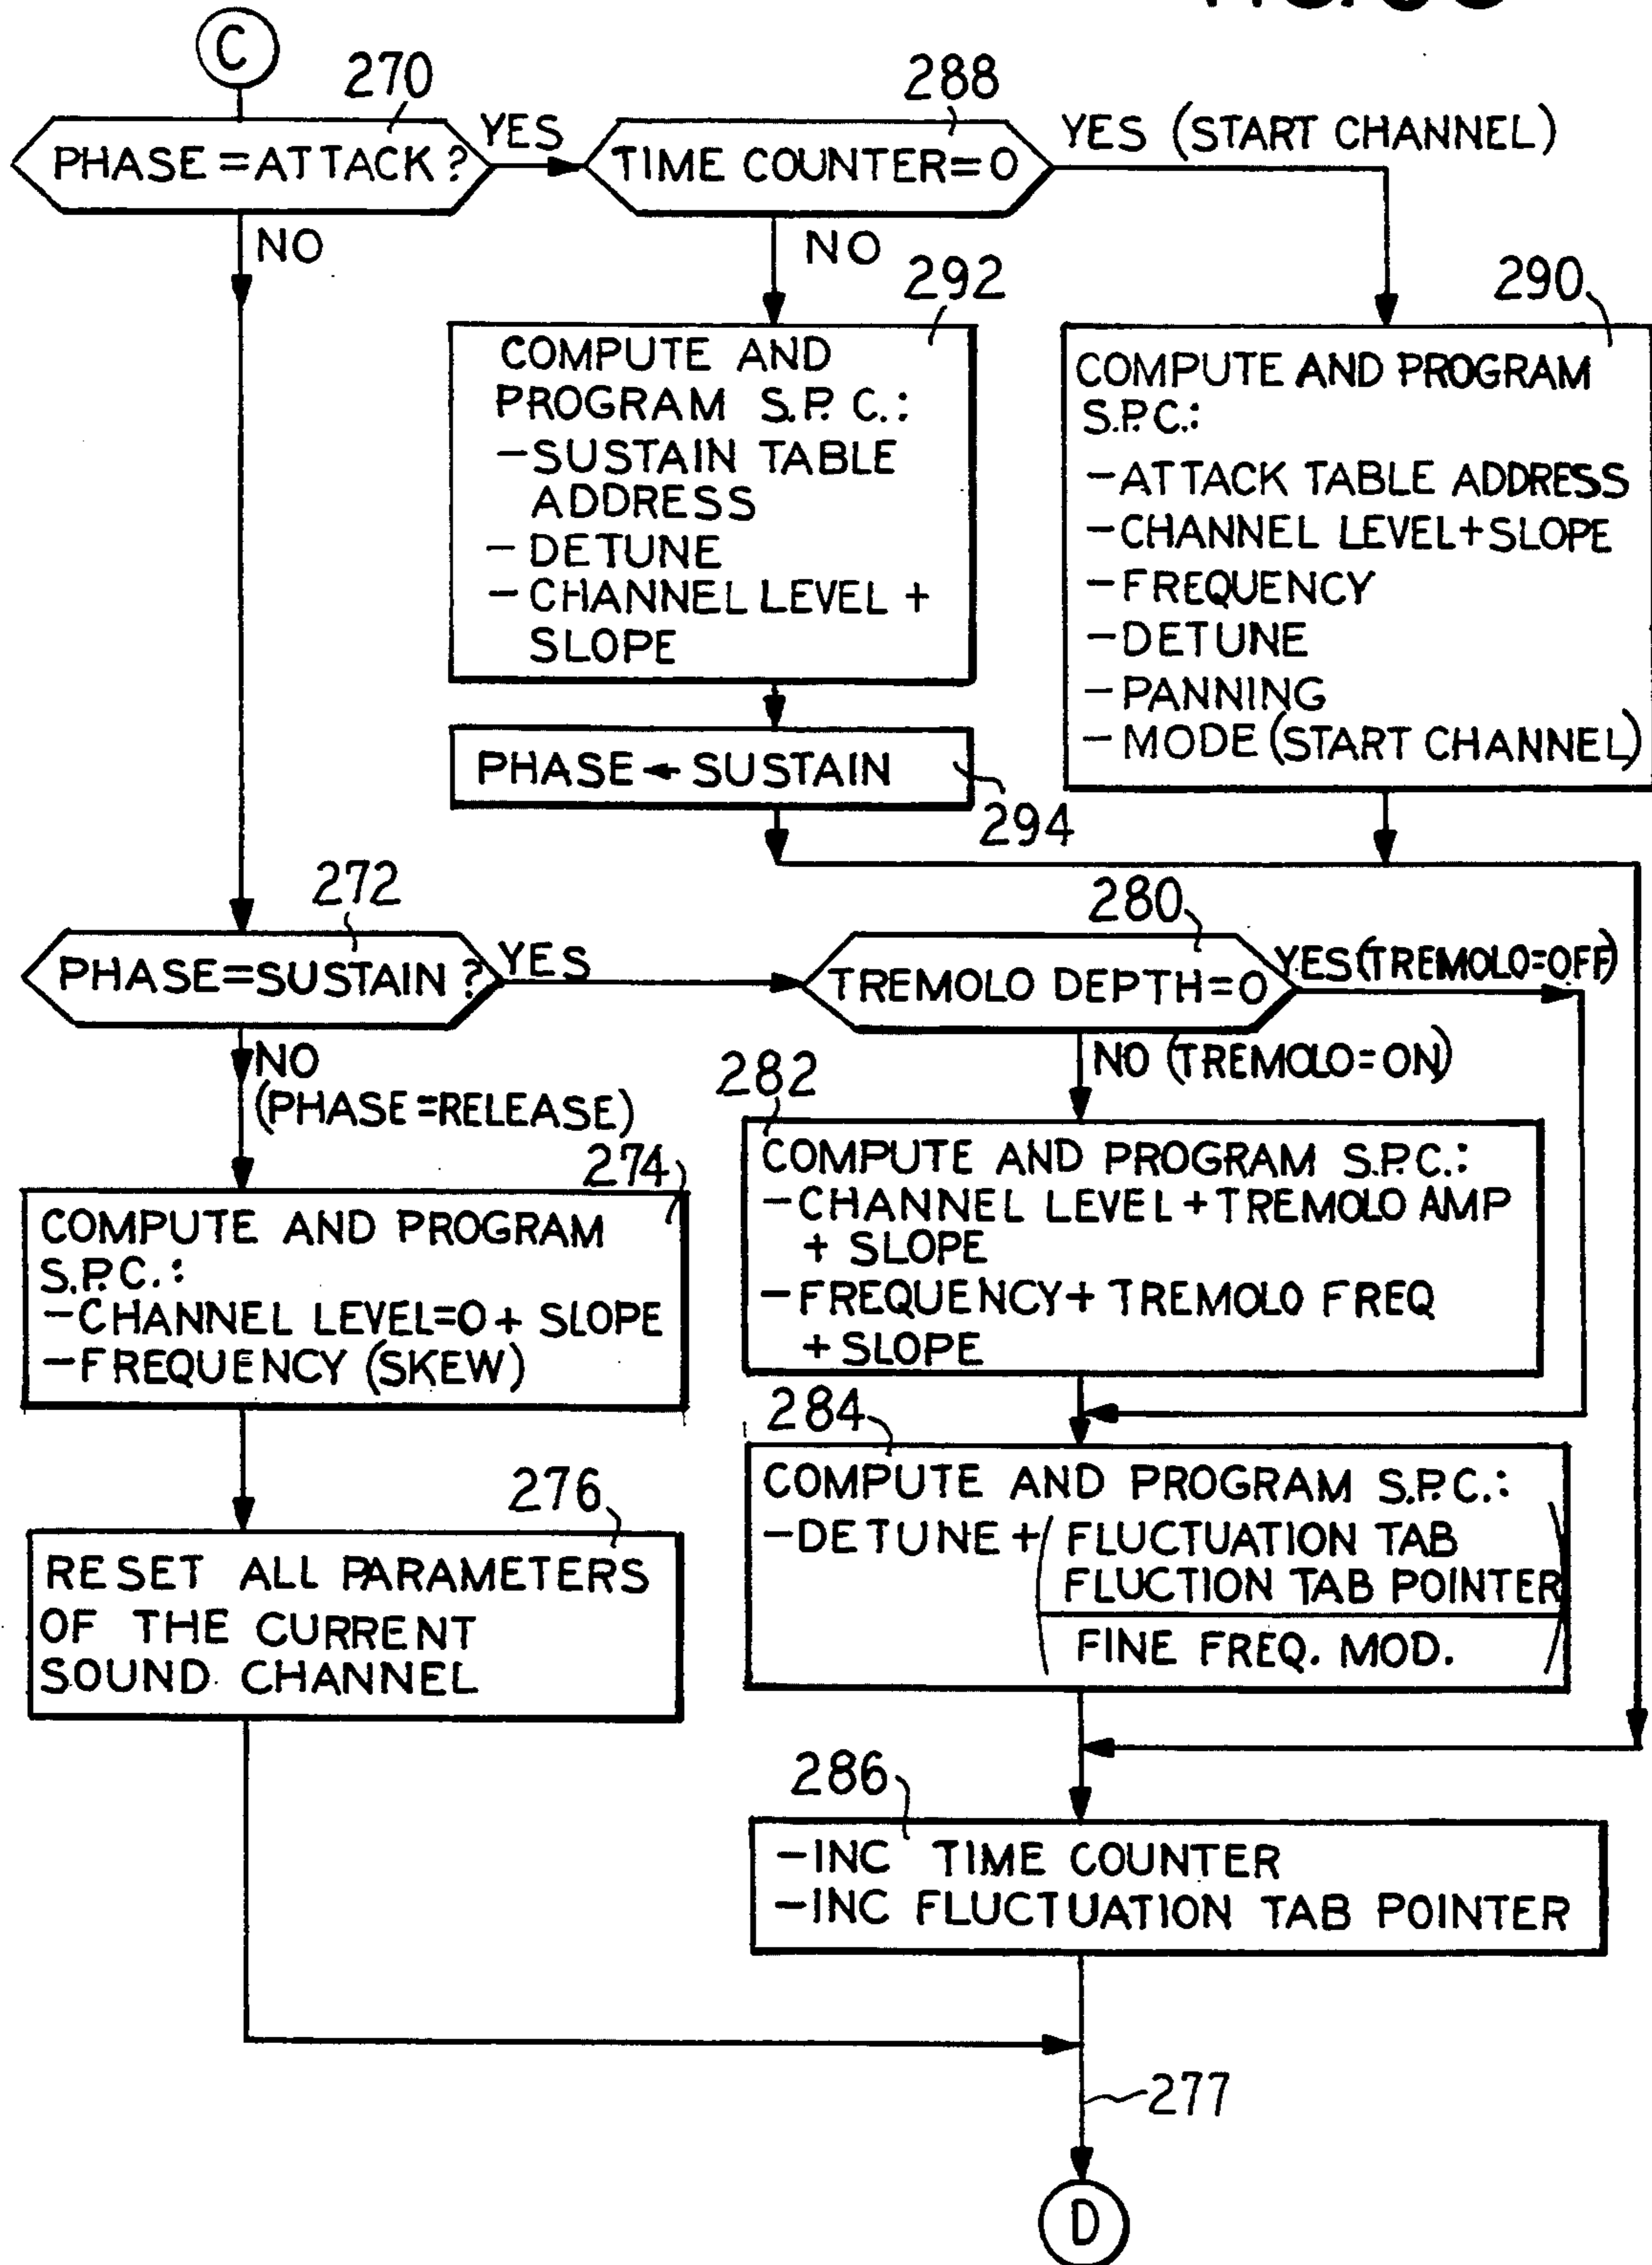 C
270
288
PHASE=ATTACK?
YES
TIME COUNTER=0
YES (START CHANNEL)
NO
NO
292
COMPUTE AND
PROGRAM S.P.C.:
-SUSTAIN TABLE
ADDRESS
-DETUNE
-CHANNEL LEVEL+
SLOPE
290
COMPUTE AND PROGRAM
S.P.C.:
-ATTACK TABLE ADDRESS
-CHANNEL LEVEL+SLOPE
-FREQUENCY
-DETUNE
-PANNING
-MODE (START CHANNEL)
PHASE ← SUSTAIN
294
272
PHASE=SUSTAIN?
YES
280
TREMOLO DEPTH=0
YES (TREMOLO=OFF)
NO
(PHASE=RELEASE)
NO (TREMOLO=ON)
274
COMPUTE AND PROGRAM
S.P.C.:
-CHANNEL LEVEL=0+ SLOPE
-FREQUENCY (SKEW)
282
COMPUTE AND PROGRAM S.P.C.:
-CHANNEL LEVEL+TREMOLO AMP
+ SLOPE
-FREQUENCY+ TREMOLO FREQ
+ SLOPE
284
COMPUTE AND PROGRAM S.P.C.:
-DETUNE+(FLUCTUATION TAB
FLUCTION TAB POINTER
FINE FREQ. MOD.)
276
RESET ALL PARAMETERS
OF THE CURRENT
SOUND CHANNEL
286
-INC TIME COUNTER
-INC FLUCTUATION TAB POINTER
277
D